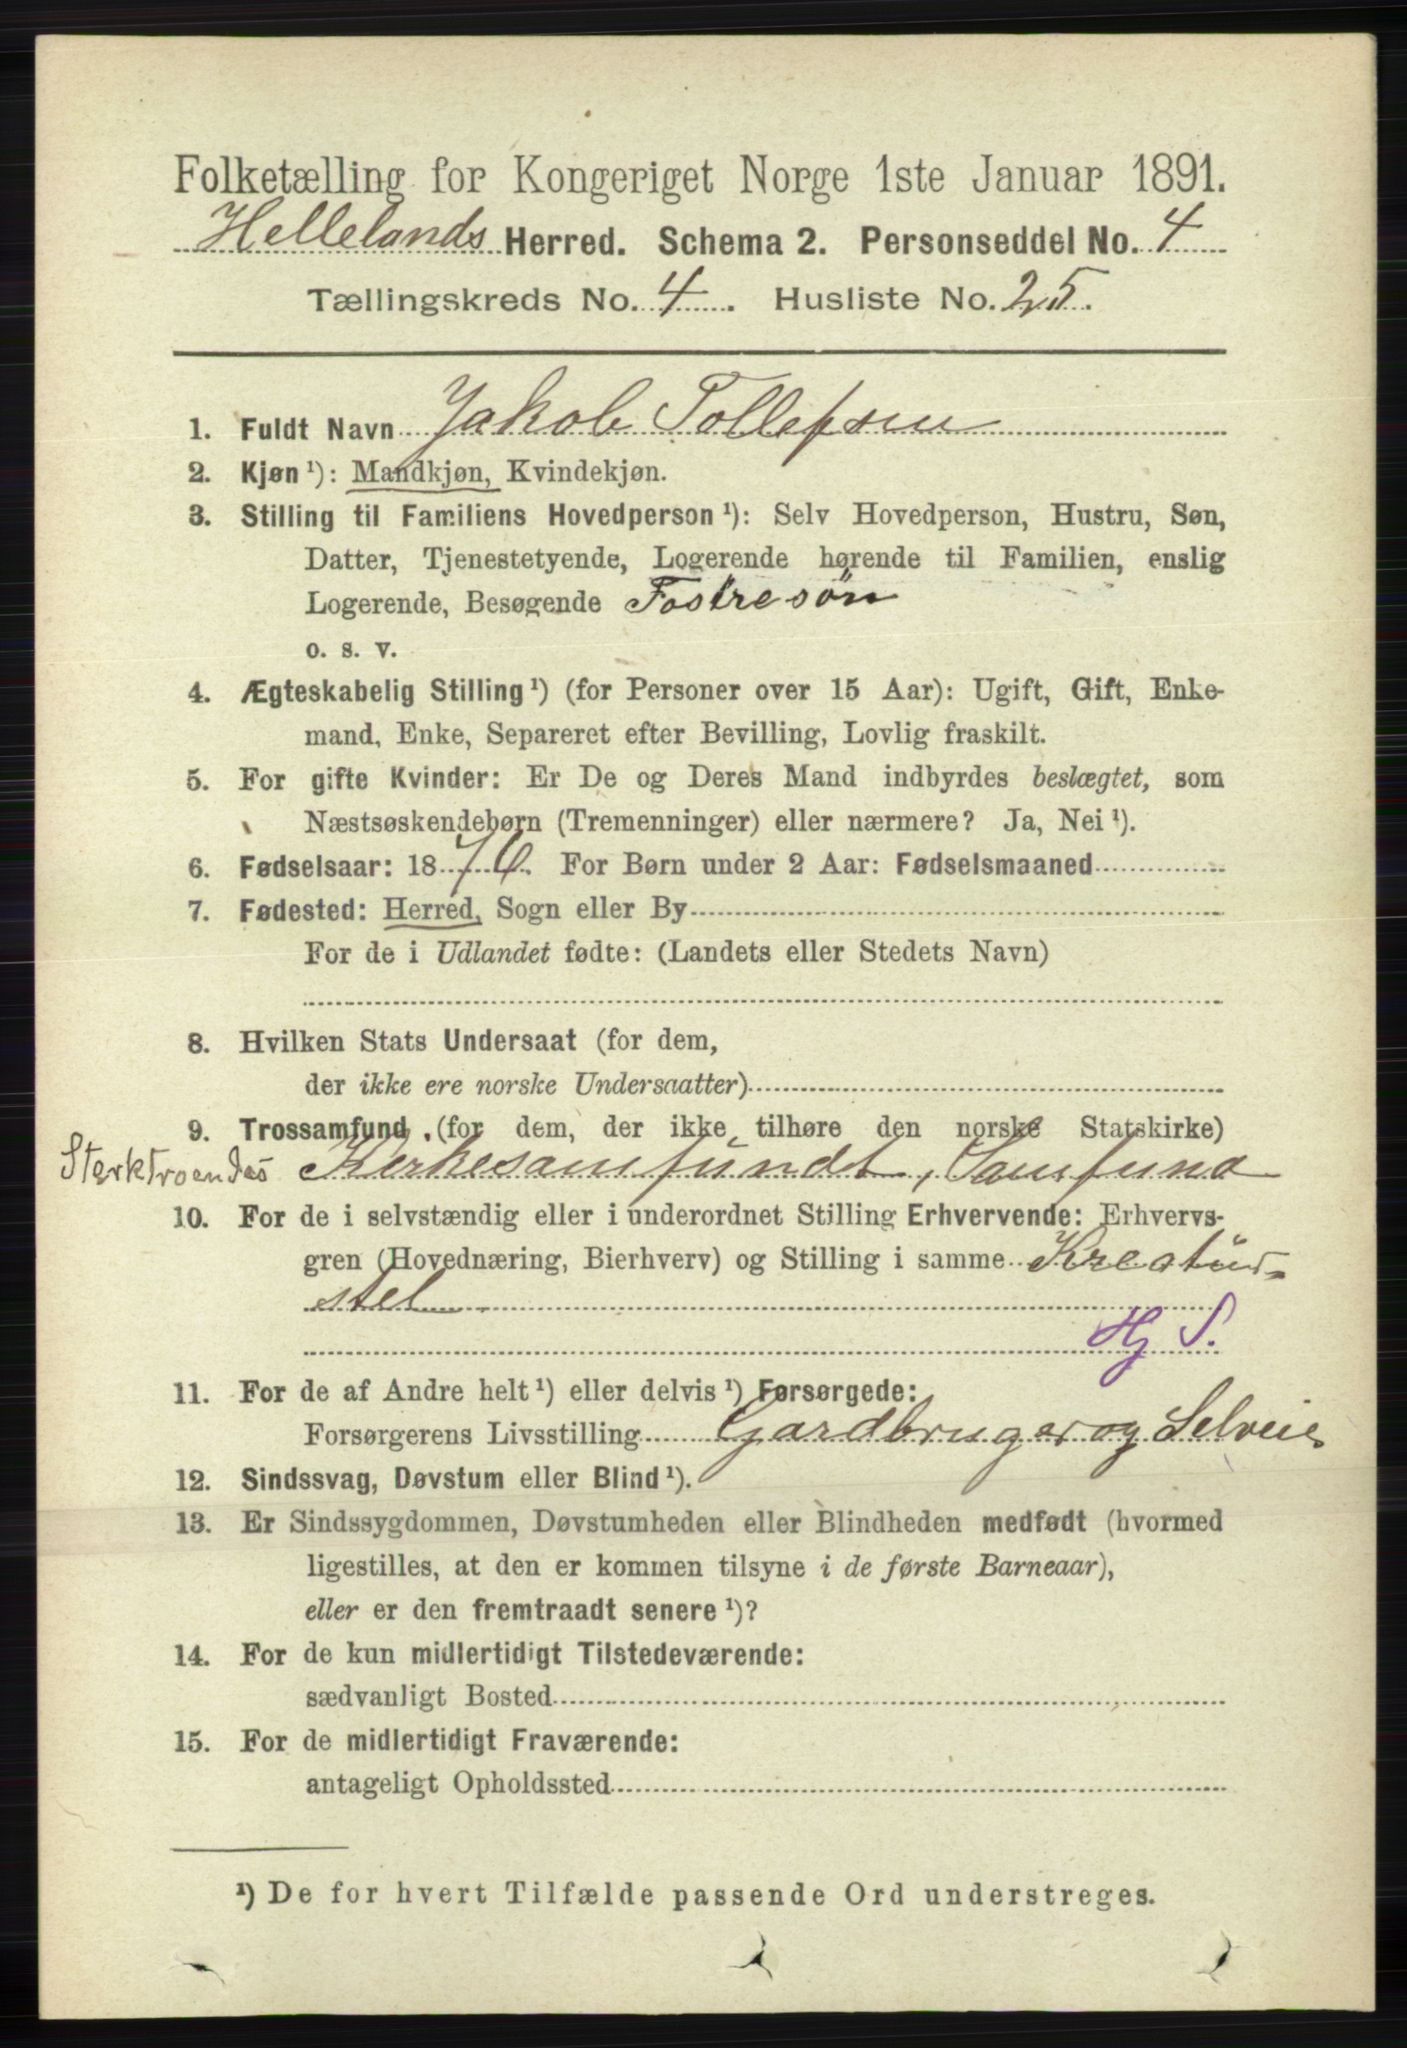 Folketælling for Kongeriget Norge 1ste Januar 1891.
Hellelands Herred. Schema 2. Personseddel No. 4
Tællingskreds No. 4. Husliste No. 25.
1. Fuldt Navn Jakob Tollefsen
2. Kjøn ¹): Mandkjøn, Kvindekjøn.
3. Stilling til Familiens Hovedperson ¹): Selv Hovedperson, Hustru, Søn,
Datter, Tjenestetyende, Logerende hørende til Familien, enslig
Logerende, Besøgende Fostresøn
o. s. v.
4. Ægteskabelig Stilling ¹) (for Personer over 15 Aar): Ugift, Gift, Enke-
mand, Enke, Separeret efter Bevilling, Lovlig fraskilt.
5. For gifte Kvinder: Er De og Deres Mand indbyrdes beslægtet, som
Næstsøskendebørn (Tremenninger) eller nærmere? Ja, Nei ¹).
6. Fødselsaar: 1876. For Børn under 2 Aar: Fødselsmaaned
7. Fødested: Herred, Sogn eller By
For de i Udlandet fødte: (Landets eller Stedets Navn)
8. Hvilken Stats Undersaat (for dem,
der ikke ere norske Undersaatter)
9. Trossamfund (for dem, der ikke tilhøre den norske Statskirke)
Sterktroendes Kerkesamfundt, Samfund
10. For de i selvstændig eller i underordnet Stilling Erhvervende: Erhvervs-
gren (Hovednæring, Bierhverv) og Stilling i samme Kreatür-
stel
Hj S.
11. For de af Andre helt ¹) eller delvis ¹) Forsørgede:
Forsørgerens Livsstilling Gardbruger og Selveie
12. Sindssvag, Døvstum eller Blind ¹).
13. Er Sindssygdommen, Døvstumheden eller Blindheden medfødt (hvormed
ligestilles, at den er kommen tilsyne i de første Barneaar),
eller er den fremtraadt senere ¹)?
14. For de kun midlertidigt Tilstedeværende:
sædvanligt Bosted
15. For de midlertidigt Fraværende:
antageligt Opholdssted
¹) De for hvert Tilfælde passende Ord understreges.